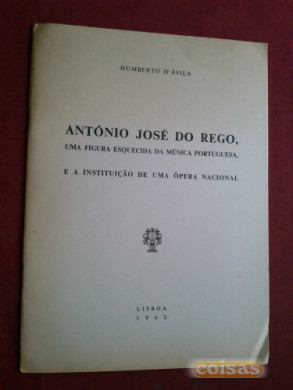 HUMBERTO D'ÁVILA
ANTÓNIO JOSÉ DO REGO,
UMA FIGURA ESQUECIDA DA MÚSICA PORTUGUESA,
E A INSTITUIÇÃO DE UMA ÓPERA NACIONAL
LISBOA
1962
coisas